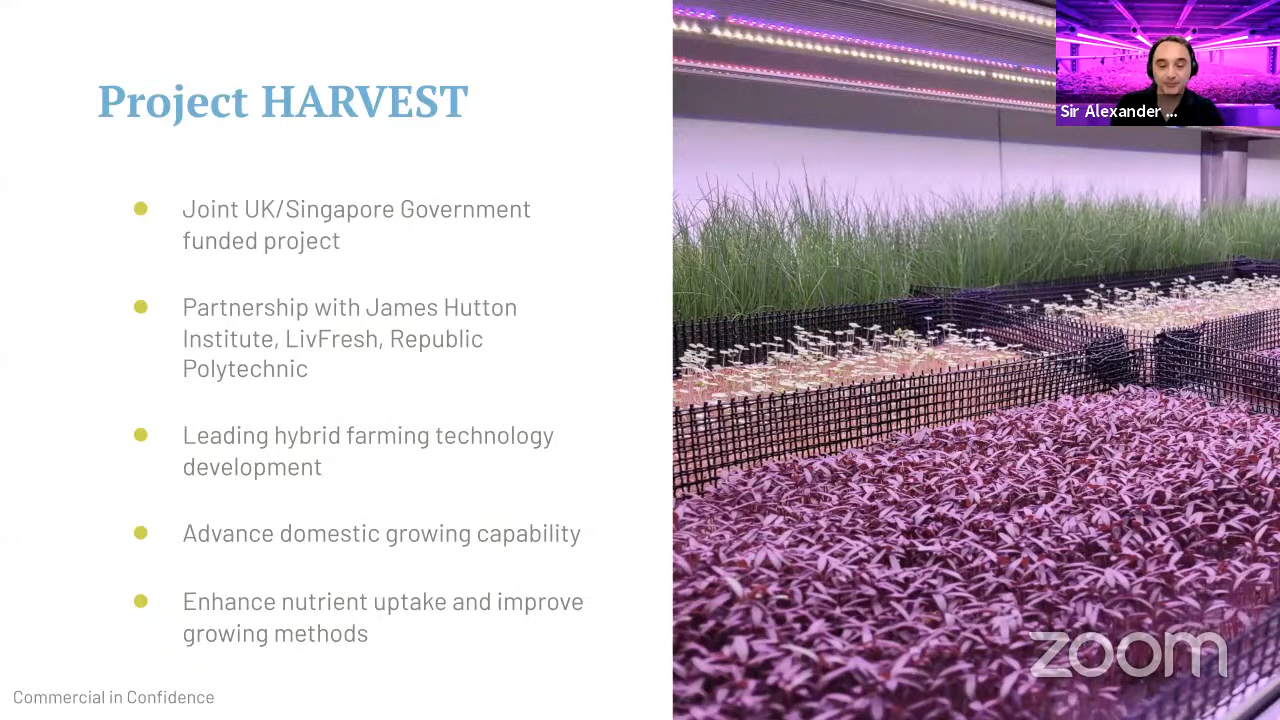 Project HARVEST
Sir Alexander ...
Joint UK/Singapore Government
funded project
Partnership with James Hutton
Institute, LivFresh, Republic
Polytechnic
Leading hybrid farming technology
development
Advance domestic growing capability
Enhance nutrient uptake and improve
growing methods
zoom
Commercial in Confidence